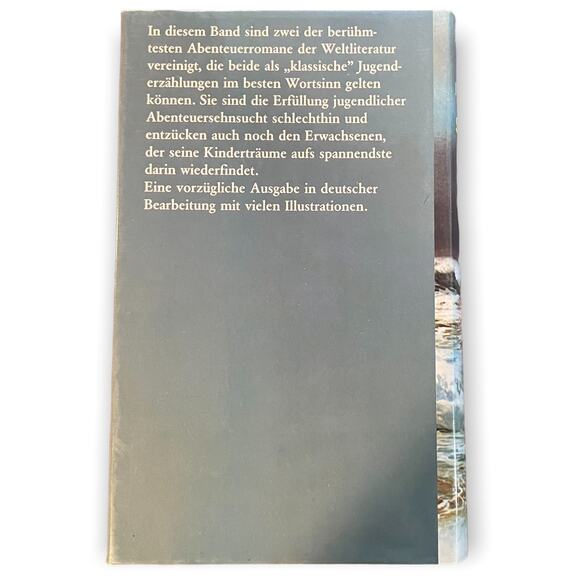 In diesem Band sind zwei der berühm-
testen Abenteuerromane der Weltliteratur
vereinigt, die beide als „klassische” Jugend-
erzählungen im besten Wortsinn gelten
können. Sie sind die Erfüllung jugendlicher
Abenteuersehnsucht schlechthin und
entzücken auch noch den Erwachsenen,
der seine Kinderträume aufs spannendste
darin wiederfindet.
Eine vorzügliche Ausgabe in deutscher
Bearbeitung mit vielen Illustrationen.